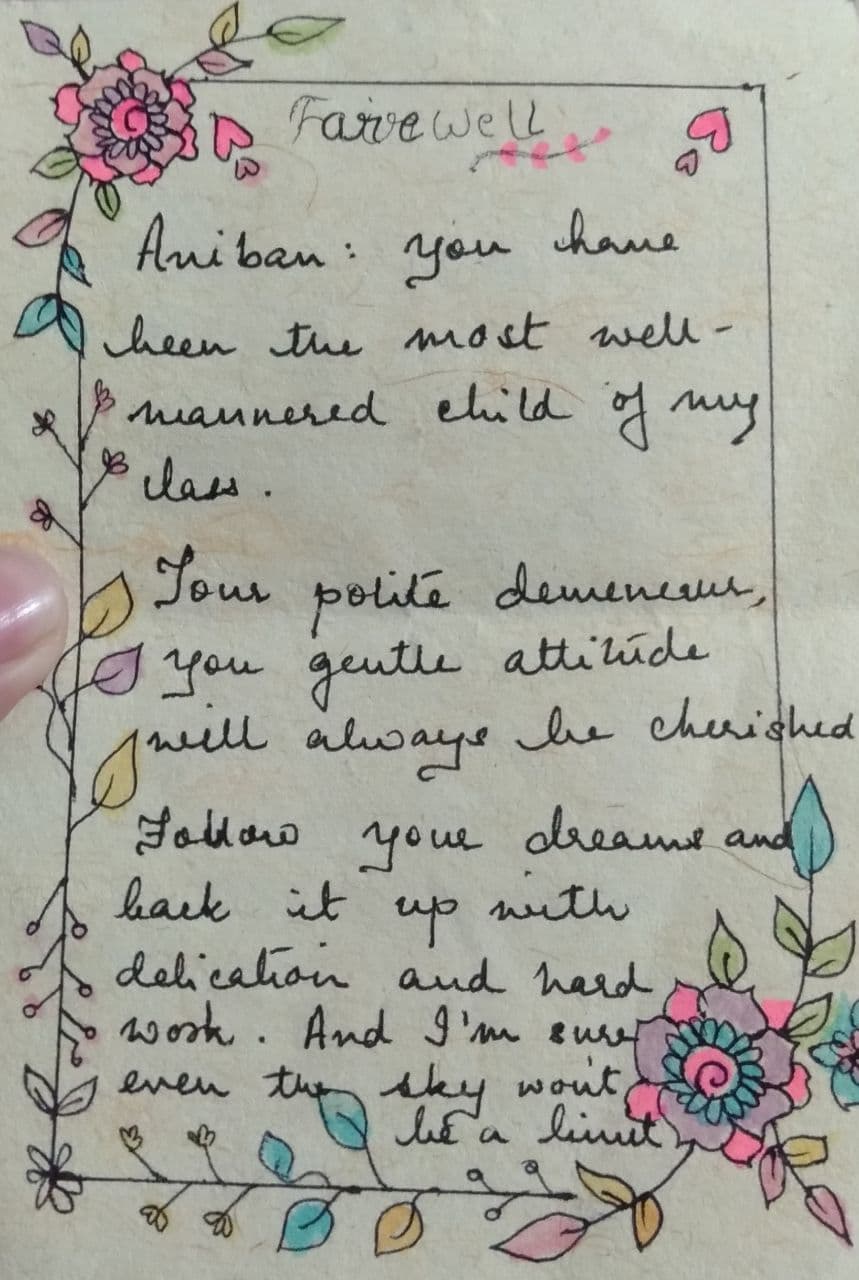 Farewell
Aniban: you have
been the most well-
mannered child of my
class.
Your polite demeneour,
you gentle attitude
will always be cherished
Follow your dreams and
back it up with
delication and hard
work. And I'm sure
even the sky won't
be a limit